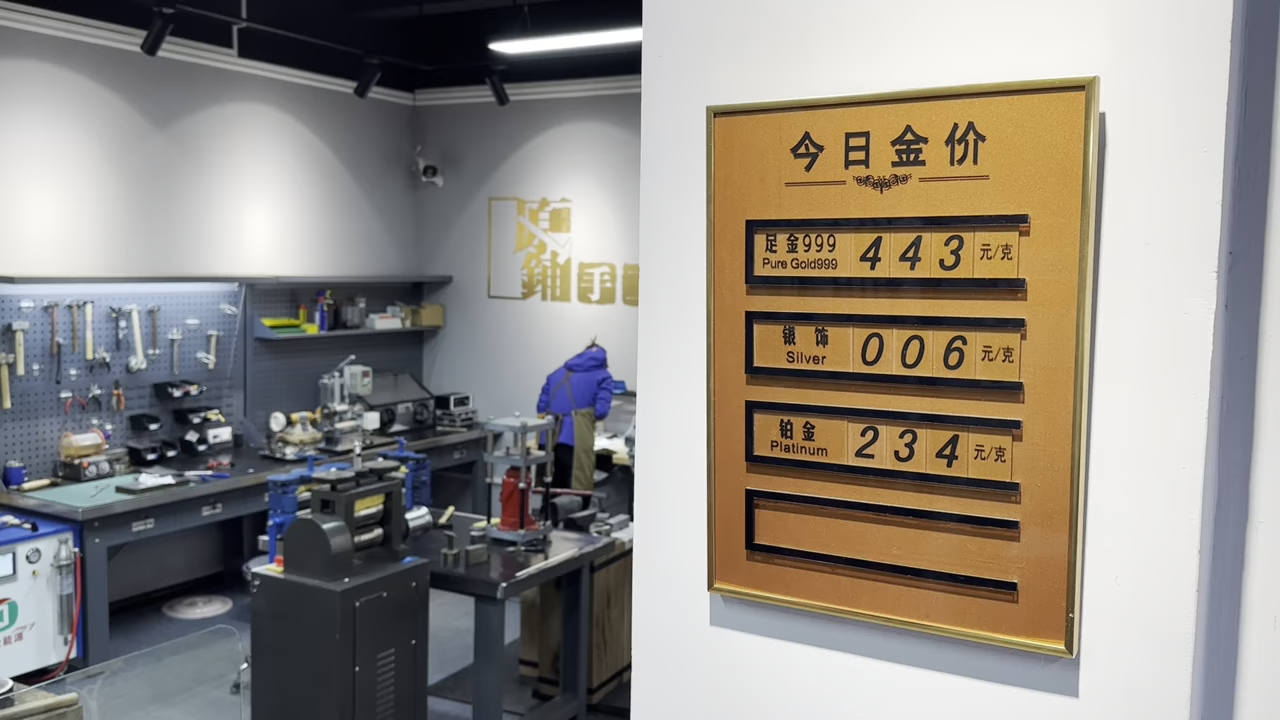 今日金价
足金999 443 元/克
Pure Gold999
银饰 006 元/克
Silver
铂金 234 元/克
Platinum